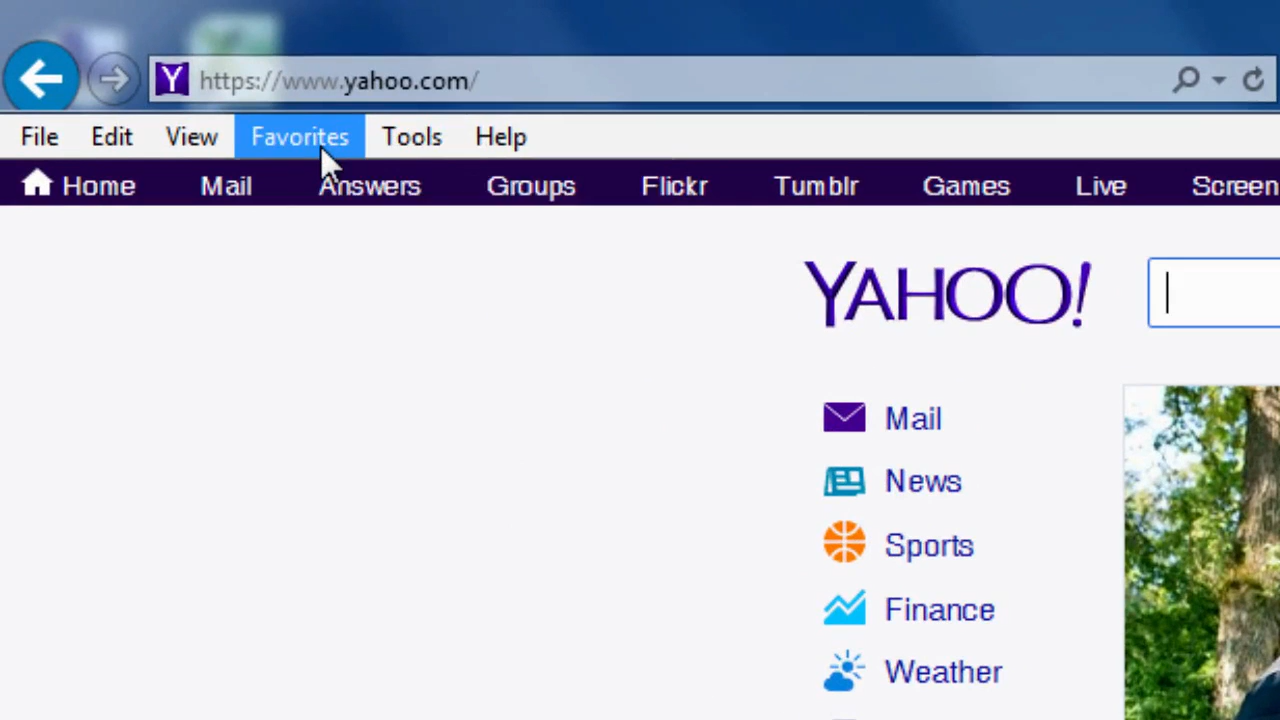 https://www.yahoo.com/
File Edit View Favorites Tools Help
Home Mail Answers Groups Flickr Tumblr Games Live Screen
YAHOO!
Mail
News
Sports
Finance
Weather